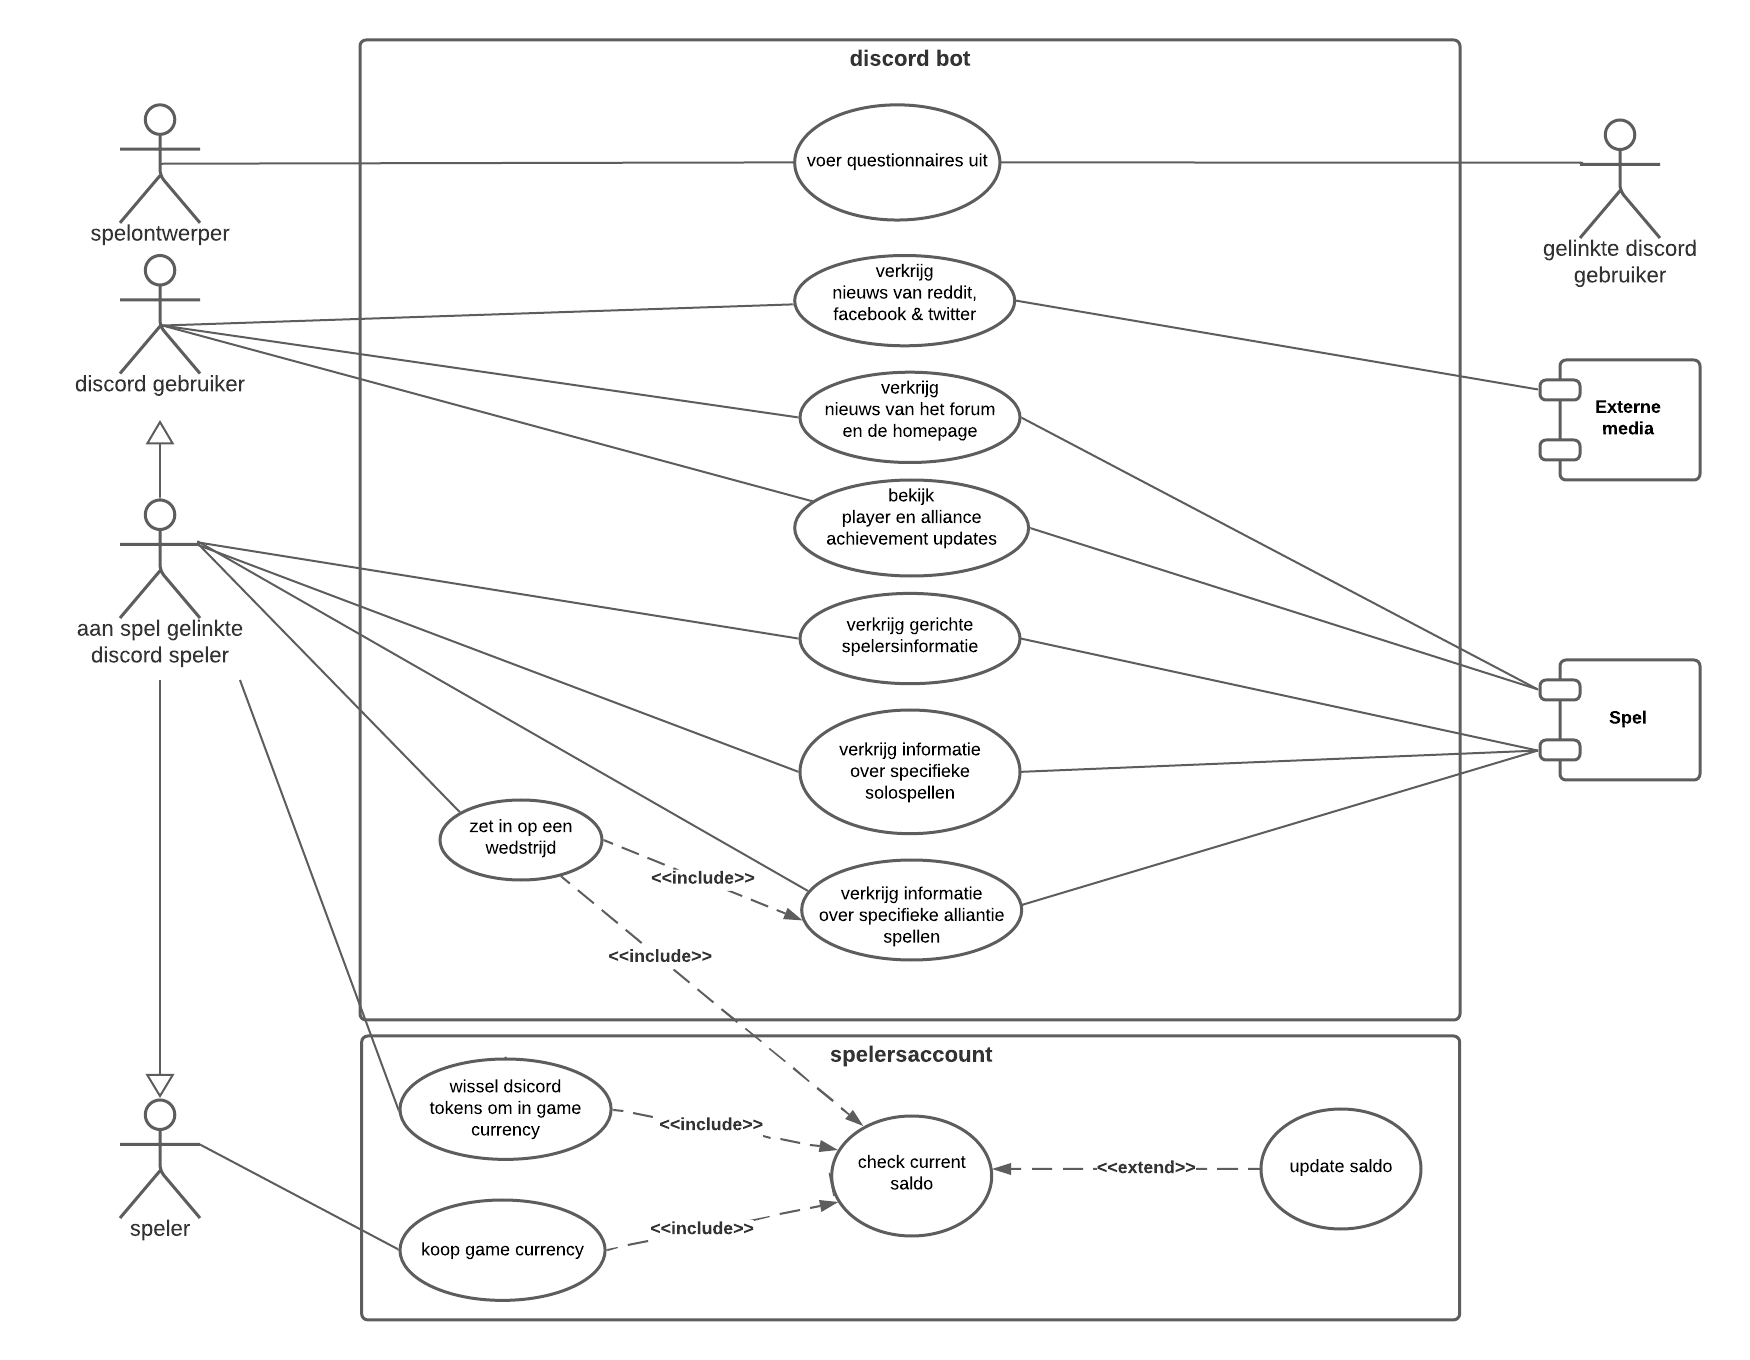 discord bot
voer questionnaires uit
spelontwerper
gelinkte discord
gebruiker
verkrijg
nieuws van reddit,
facebook & twitter
discord gebruiker
verkrijg
nieuws van het forum
en de homepage
Externe
media
bekijk
player en alliance
achievement updates
aan spel gelinkte
discord speler
verkrijg gerichte
spelersinformatie
Spel
verkrijg informatie
over specifieke
solospellen
zet in op een
wedstrijd
<<include>>
verkrijg informatie
over specifieke alliantie
spellen
<<include>>
spelersaccount
wissel dsicord
tokens om in game
currency
<<include>>
check current
saldo
<<extend>>
update saldo
speler
<<include>>
koop game currency